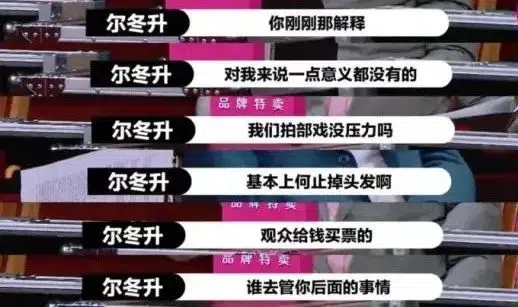 尔冬升 你刚刚那解释
尔冬升 对我来说一点意义都没有的
品牌特卖
尔冬升 我们拍部戏没压力吗
尔冬升 基本上何止掉头发啊
品牌特卖
尔冬升 观众给钱买票的
品牌特卖
尔冬升 谁去管你后面的事情